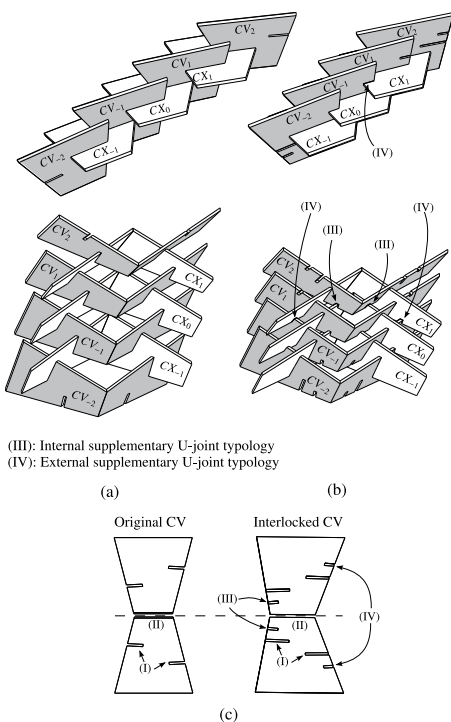 CV2
CV1
CX1
CV-1
CX0
CV-2
CX-1
CV2
CV1
CX1
CV-1
CX0
CV-2
CX-1
(IV)
CV2
CV1
CX1
CX0
CV-1
CX-1
CV-2
(IV)
(III)
(III)
(IV)
CV2
CV1
CX1
CV-1
CX0
CX-1
CV-2
(III): Internal supplementary U-joint typology
(IV): External supplementary U-joint typology
(a)
(b)
Original CV
Interlocked CV
(III)
(II)
(II)
(IV)
(I)
(I)
(c)